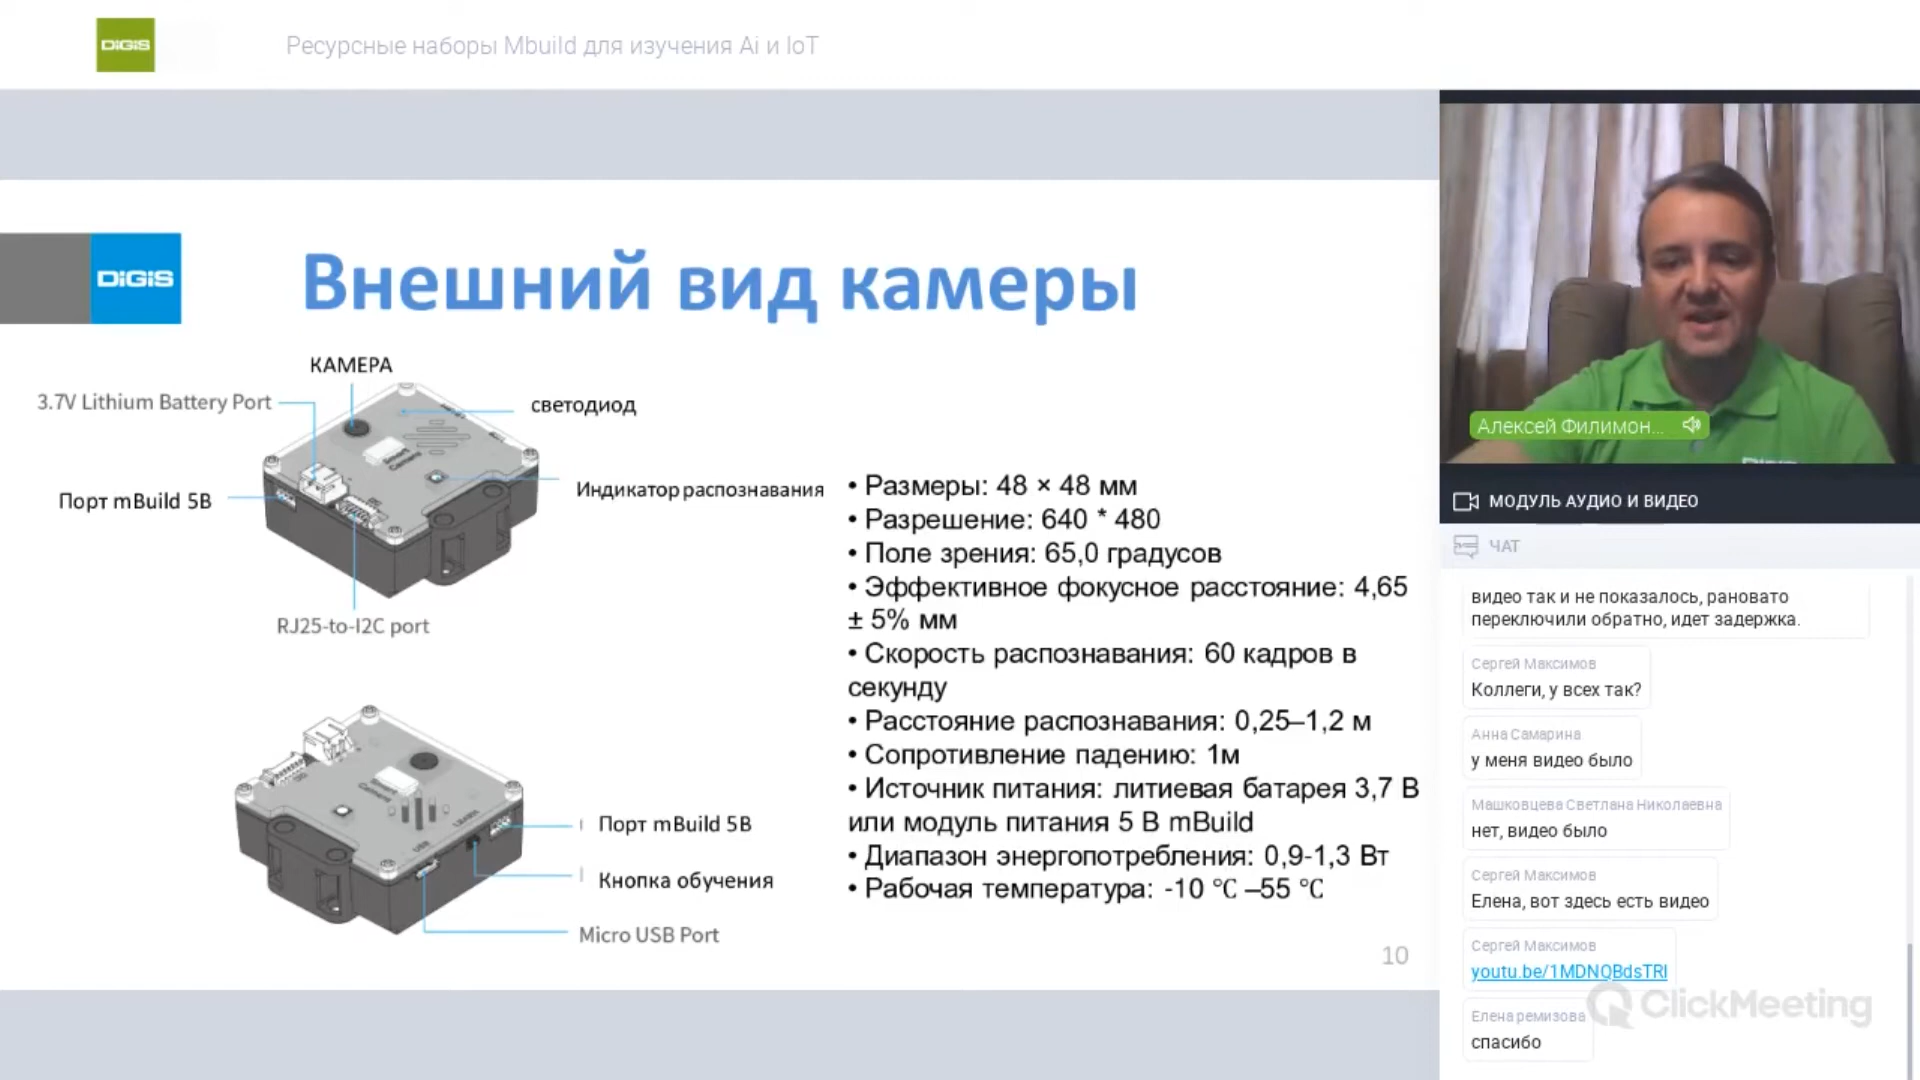 DiGiS
Ресурсные наборы Mbuild для изучения Ai и IoT
DiGiS
Внешний вид камеры
КАМЕРА
3.7V Lithium Battery Port
светодиод
Порт mBuild 5В
Индикатор распознавания
RJ25-to-I2C port
Smart
Camera
Smart
Camera
USB
Порт mBuild 5В
Кнопка обучения
Micro USB Port
• Размеры: 48 × 48 мм
• Разрешение: 640 * 480
• Поле зрения: 65,0 градусов
• Эффективное фокусное расстояние: 4,65
± 5% мм
• Скорость распознавания: 60 кадров в
секунду
• Расстояние распознавания: 0,25–1,2 м
• Сопротивление падению: 1м
• Источник питания: литиевая батарея 3,7 В
или модуль питания 5 В mBuild
• Диапазон энергопотребления: 0,9-1,3 Вт
• Рабочая температура: -10 ℃ –55 ℃
10
Алексей Филимон...
МОДУЛЬ АУДИО И ВИДЕО
ЧАТ
видео так и не показалось, рановато
переключили обратно, идет задержка.
Сергей Максимов
Коллеги, у всех так?
Анна Самарина
у меня видео было
Машковцева Светлана Николаевна
нет, видео было
Сергей Максимов
Елена, вот здесь есть видео
Сергей Максимов
youtu.be/1MDNQBdsTRI
Елена ремизова
спасибо
ClickMeeting